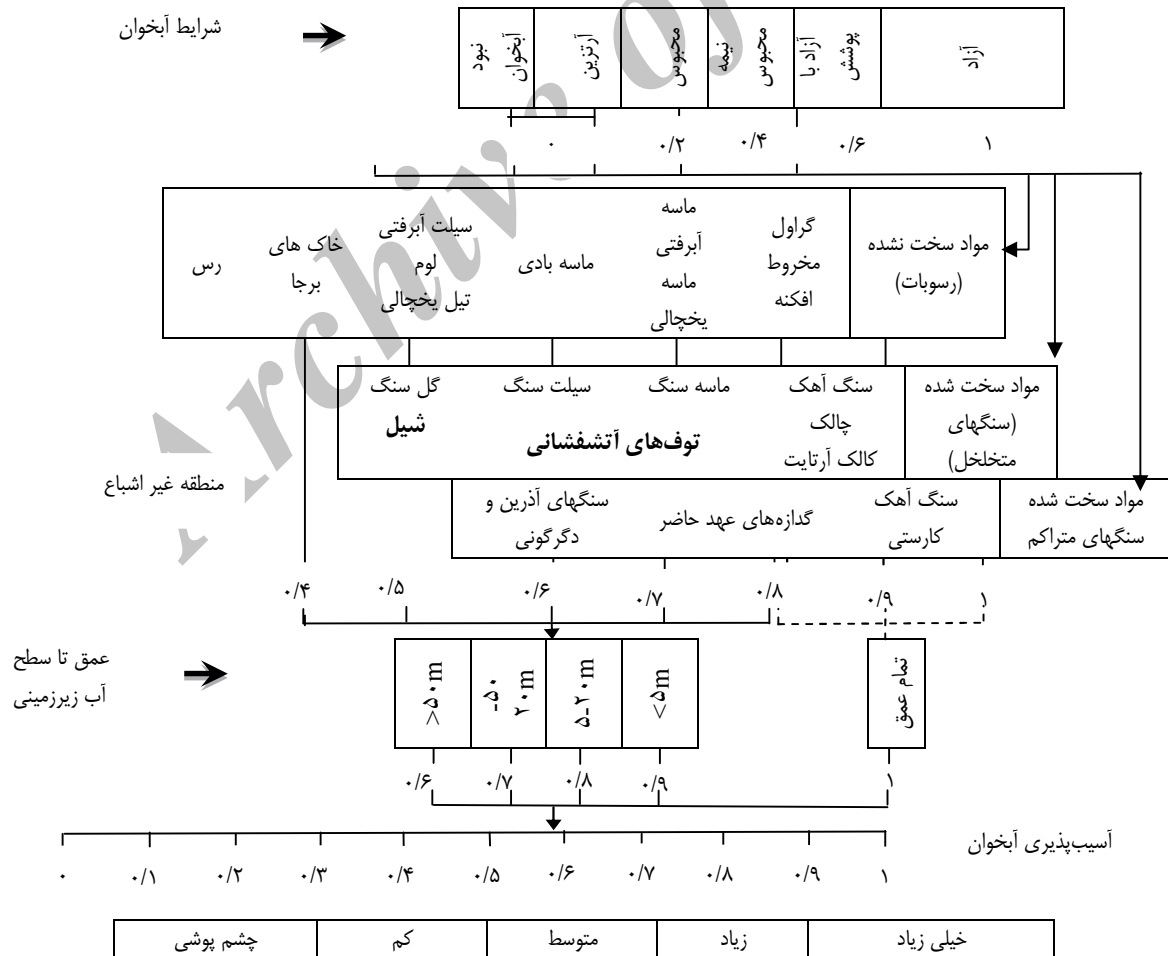 Archive of
شرایط آبخوان
آزاد
آزاد با
پوشش
نیمه
محبوس
محبوس
آرتزین
نبود
آبخوان
۱
۰/۶
۰/۴
۰/۲
۰
مواد سخت نشده
(رسوبات)
گراول
مخروط
افکنه
ماسه
آبرفتی
ماسه
یخچالی
ماسه بادی
سیلت آبرفتی
لوم
تیل یخچالی
خاک های
برجا
رس
مواد سخت شده
(سنگهای
متخلخل)
سنگ آهک
چالک
کالک آرتایت
ماسه سنگ
سیلت سنگ
توف‌های آتشفشانی
گل سنگ
شیل
منطقه غیر اشباع
مواد سخت شده
سنگهای متراکم
سنگ آهک
کارستی
گدازه‌های عهد حاضر
سنگهای آذرین و
دگرگونی
۱
۰/۹
۰/۸
۰/۷
۰/۶
۰/۵
۰/۴
عمق تا سطح
آب زیرزمینی
تمام عمق
<۵m
۵-۲۰m
۵۰-
۲۰m
>۵۰m
۱
۰/۹
۰/۸
۰/۷
۰/۶
آسیب‌پذیری آبخوان
۱
۰/۹
۰/۸
۰/۷
۰/۶
۰/۵
۰/۴
۰/۳
۰/۲
۰/۱
۰
خیلی زیاد
زیاد
متوسط
کم
چشم پوشی